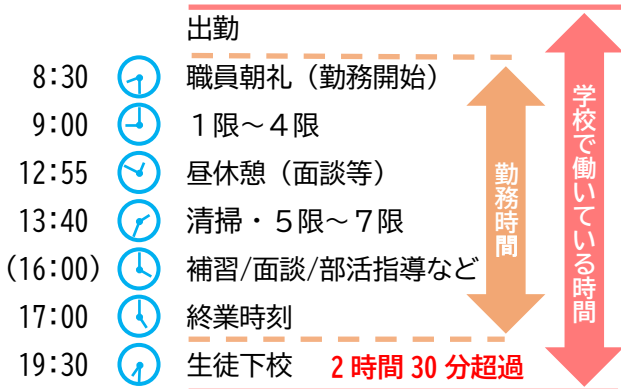 出勤
8:30 職員朝礼（勤務開始）
9:00 １限～４限
12:55 昼休憩（面談等）
13:40 清掃・５限～７限
(16:00) 補習/面談/部活指導など
17:00 終業時刻
19:30 生徒下校 2時間30分超過
勤務時間
学校で働いている時間